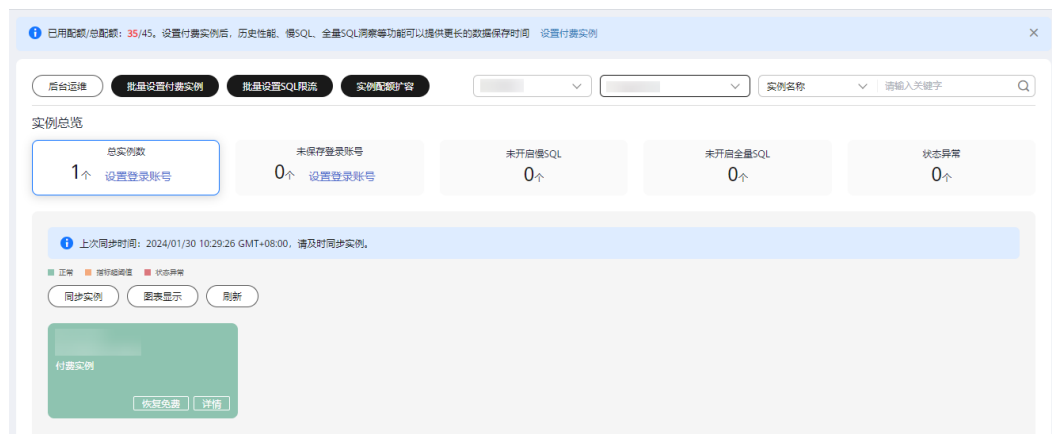 已用配额/总配额：35/45。设置付费实例后，历史性能、慢SQL、全量SQL洞察等功能可以提供更长的数据保存时间 设置付费实例
后台运维 批量设置付费实例 批量设置SQL限流 实例配额扩容 实例名称 请输入关键字
实例总览
总实例数 未保存登录账号 未开启慢SQL 未开启全量SQL 状态异常
1个 设置登录账号 0个 设置登录账号 0个 0个 0个
上次同步时间：2024/01/30 10:29:26 GMT+08:00，请及时同步实例。
正常 指标超阈值 状态异常
同步实例 图表显示 刷新
付费实例
恢复免费 详情